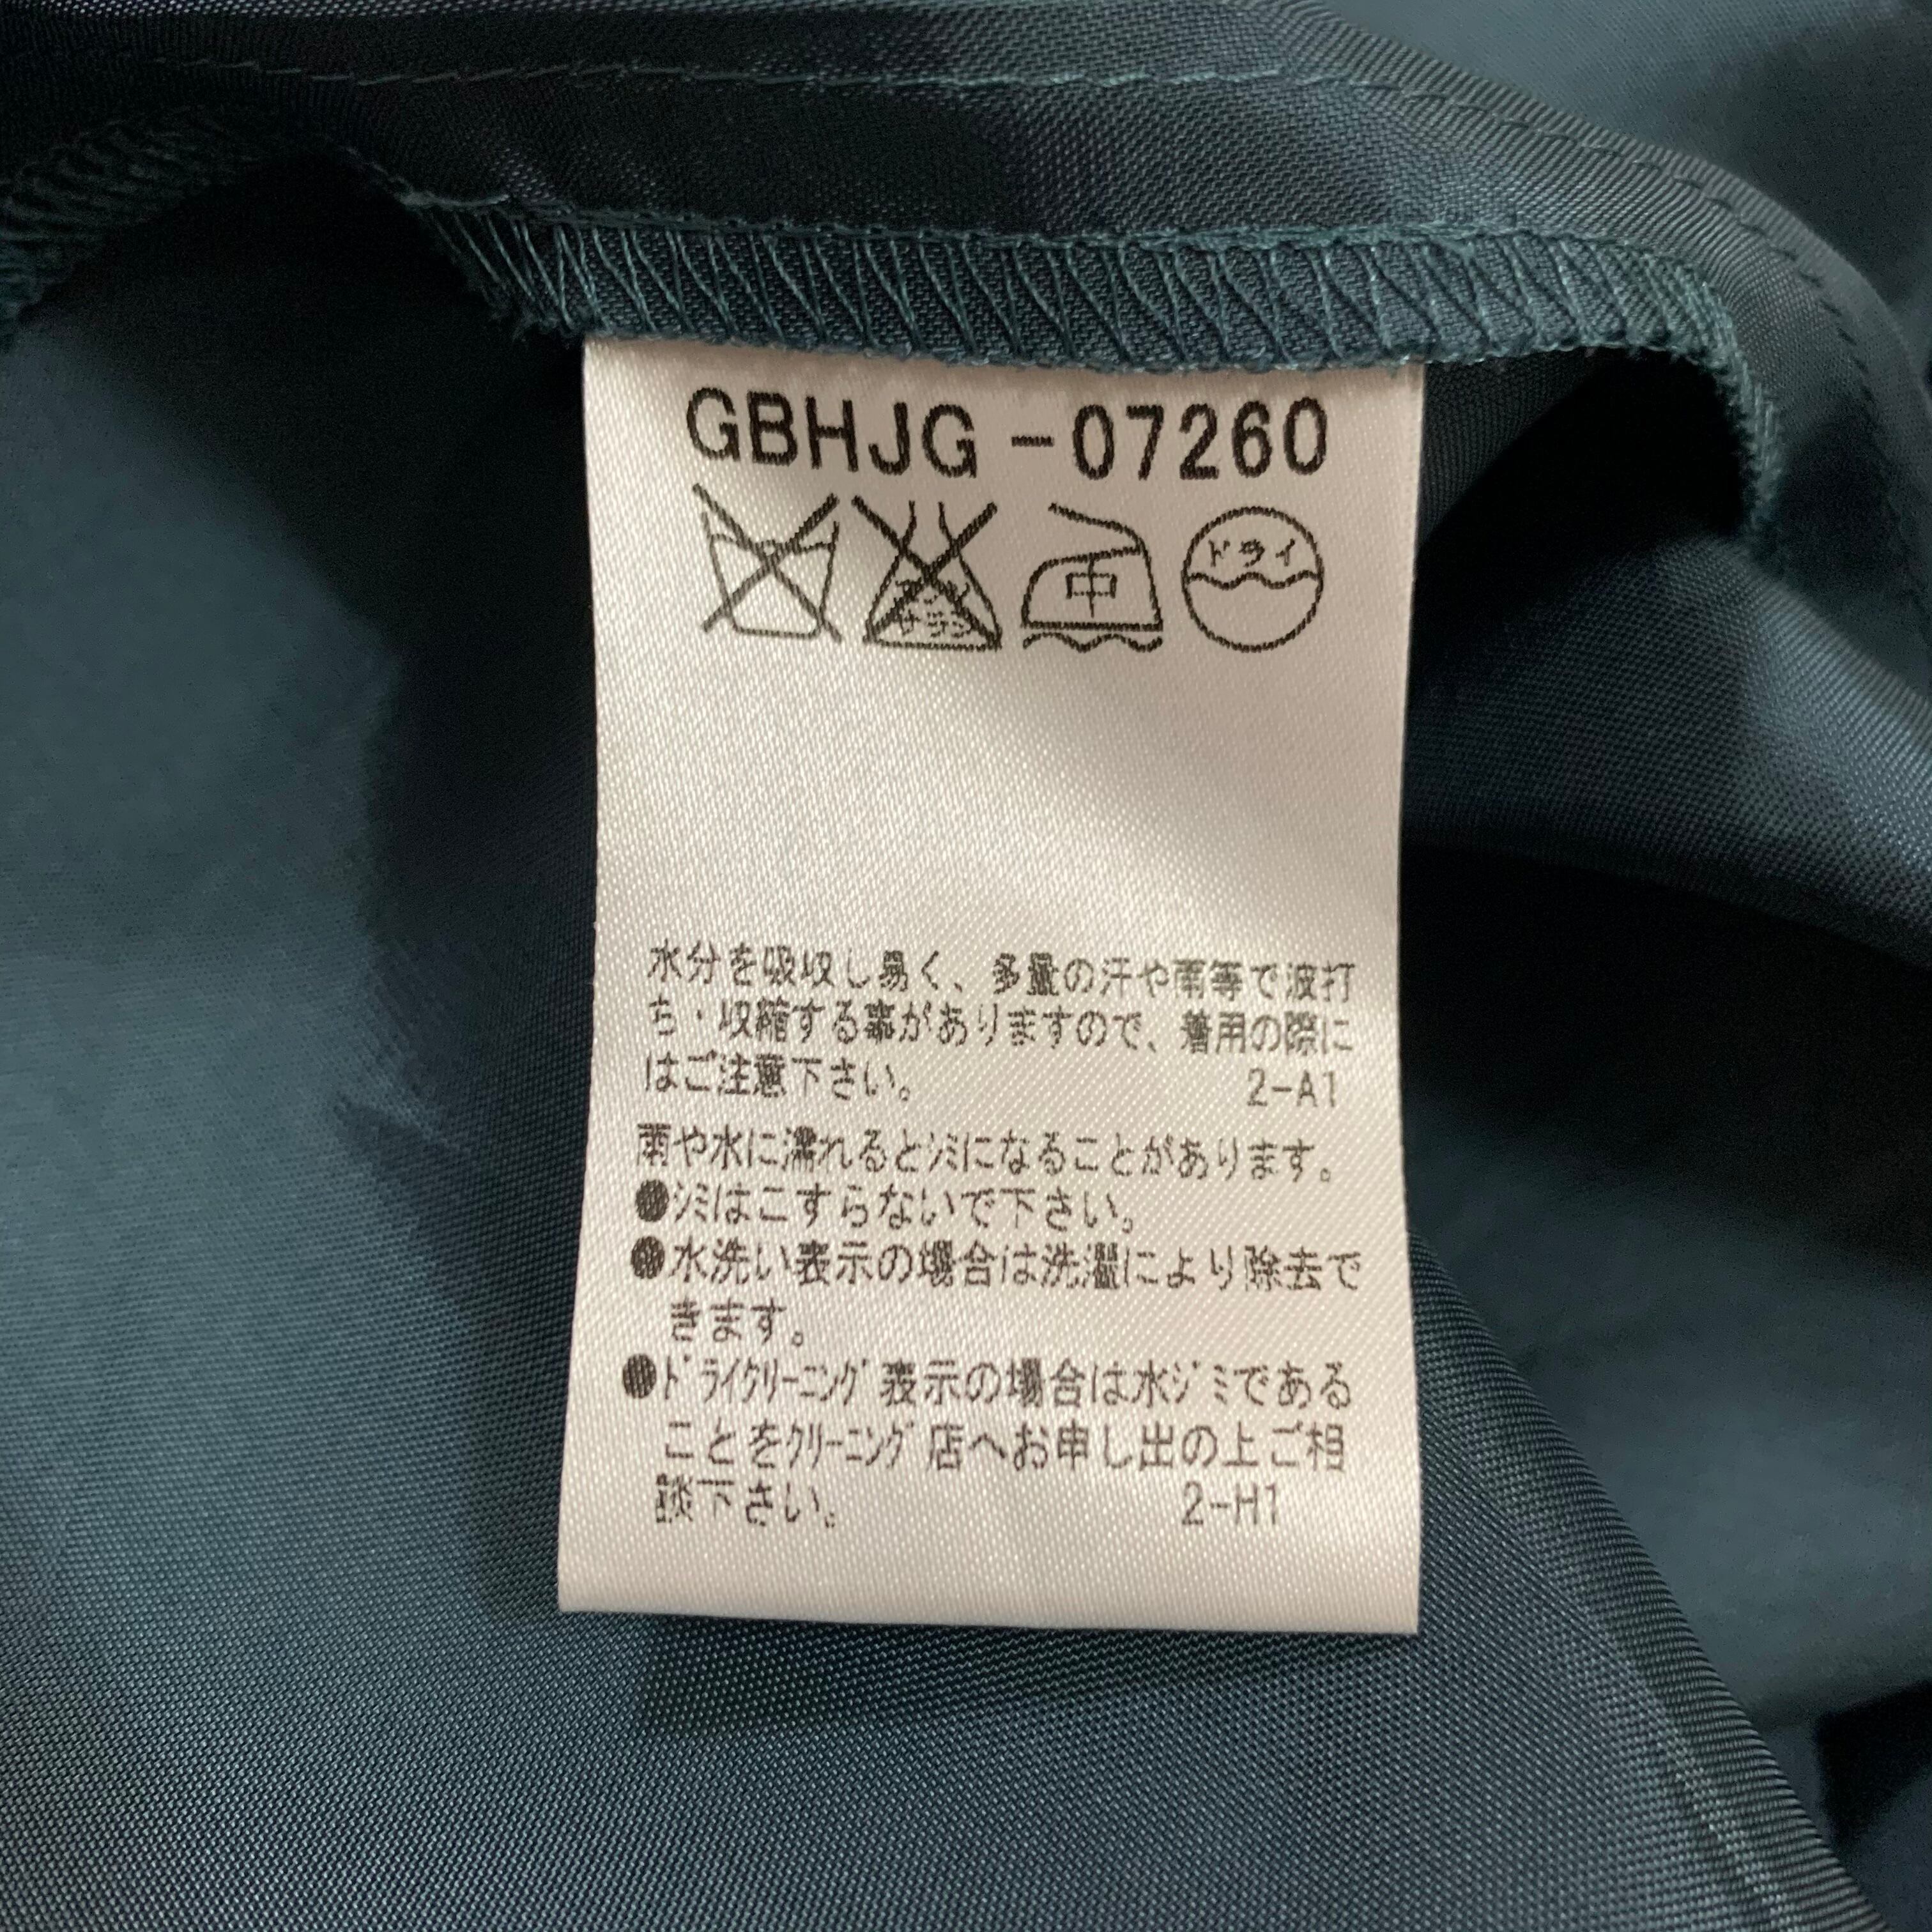 GBHJG-07260
中 ドライ
水分を吸収し易く、多量の汗や雨等で波打
ち・収縮する事がありますので、着用の際に
はご注意下さい。 2-A1
雨や水に濡れるとシミになることがあります。
●シミはこすらないで下さい。
●水洗い表示の場合は洗濯により除去で
きます。
●ドライクリーニング表示の場合は水ジミである
ことをクリーニング店へお申し出の上ご相
談下さい。 2-H1